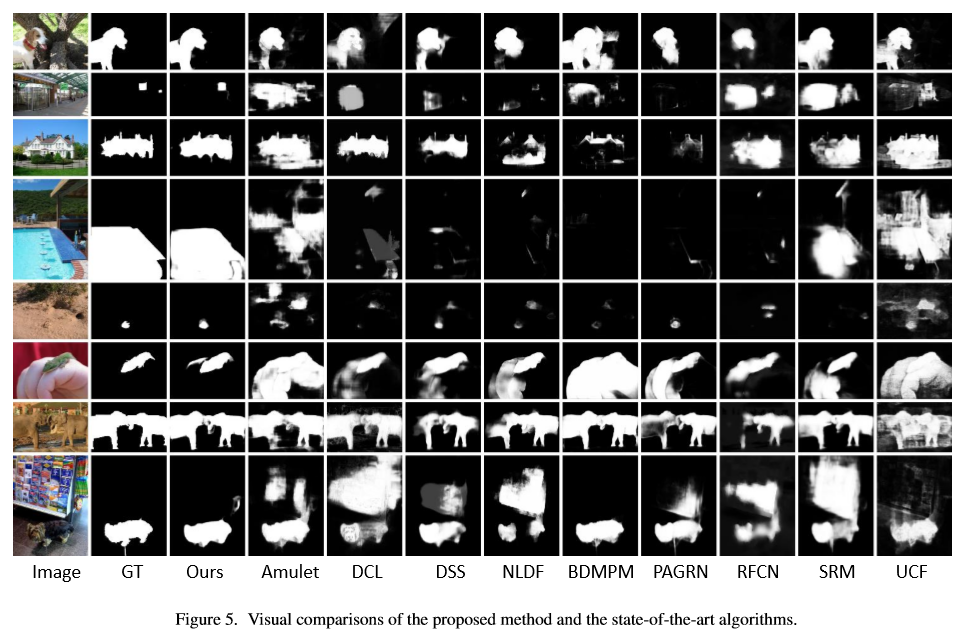 Image GT Ours Amulet DCL DSS NLDF BDMPM PAGRN RFCN SRM UCF
Figure 5. Visual comparisons of the proposed method and the state-of-the-art algorithms.